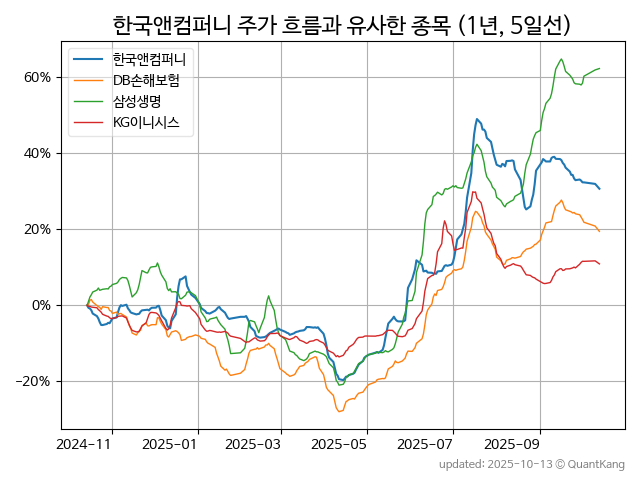 한국앤컴퍼니 주가 흐름과 유사한 종목 (1년, 5일선)
한국앤컴퍼니
DB손해보험
삼성생명
KG이니시스
60%
40%
20%
0%
−20%
2024-11 2025-01 2025-03 2025-05 2025-07 2025-09
updated: 2025-10-13 © QuantKang